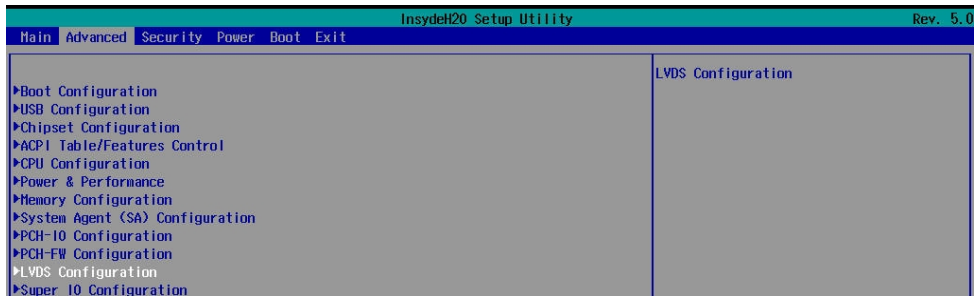 InsydeH20 Setup Utility Rev. 5.0
Main Advanced Security Power Boot Exit
LVDS Configuration
▶Boot Configuration
▶USB Configuration
▶Chipset Configuration
▶ACPI Table/Features Control
▶CPU Configuration
▶Power & Performance
▶Memory Configuration
▶System Agent (SA) Configuration
▶PCH-IO Configuration
▶PCH-FW Configuration
▶LVDS Configuration
▶Super IO Configuration